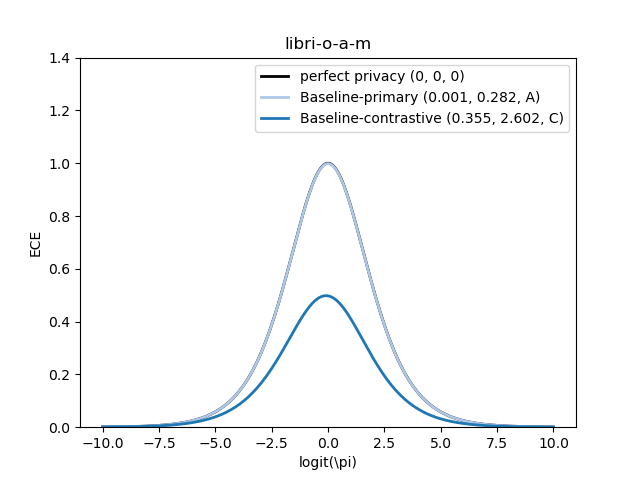 libri-o-a-m
perfect privacy (0, 0, 0)
Baseline-primary (0.001, 0.282, A)
Baseline-contrastive (0.355, 2.602, C)
1.4
1.2
1.0
0.8
0.6
0.4
0.2
0.0
ECE
−10.0 −7.5 −5.0 −2.5 0.0 2.5 5.0 7.5 10.0
logit(\pi)